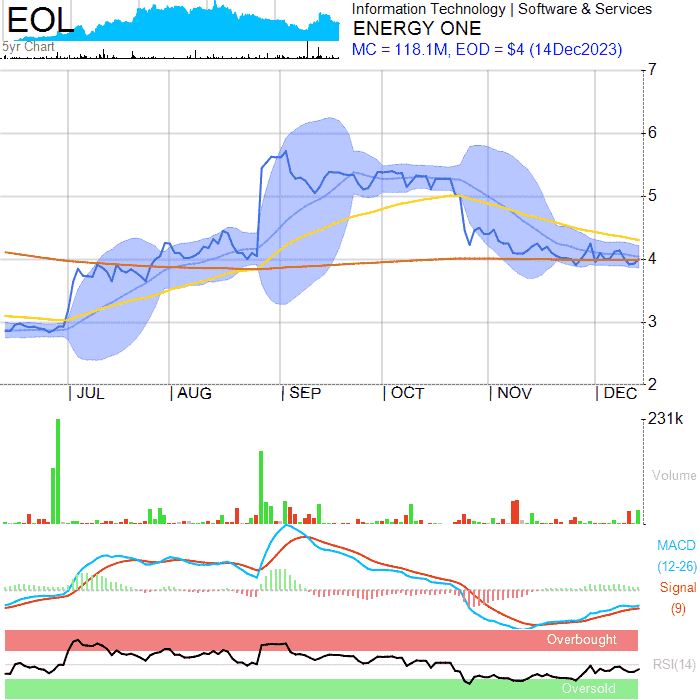 EOL
Information Technology | Software & Services
ENERGY ONE
5yr Chart
MC = 118.1M, EOD = $4 (14Dec2023)
7
6
5
4
3
2
JUL AUG SEP OCT NOV DEC
231k
Volume
MACD
(12-26)
Signal
(9)
Overbought
RSI(14)
Oversold